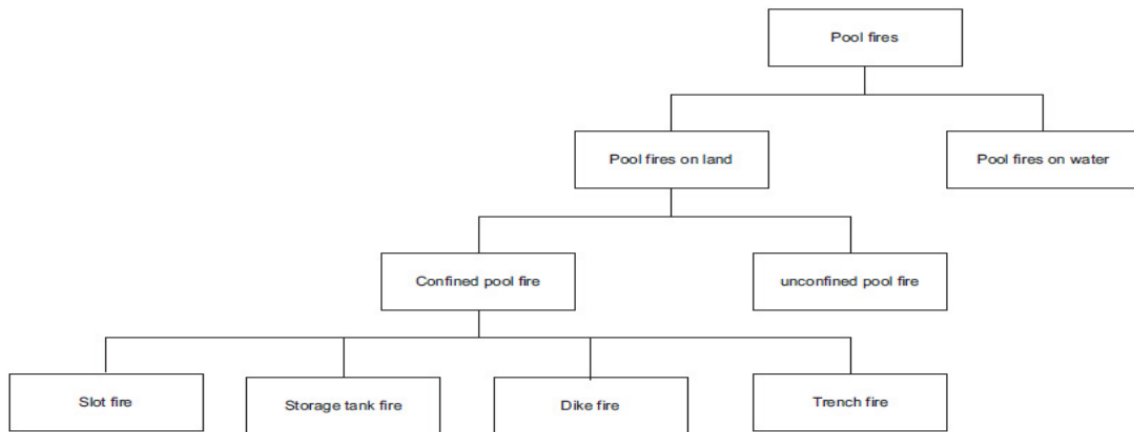 Pool fires
Pool fires on land
Pool fires on water
Confined pool fire
unconfined pool fire
Slot fire
Storage tank fire
Dike fire
Trench fire